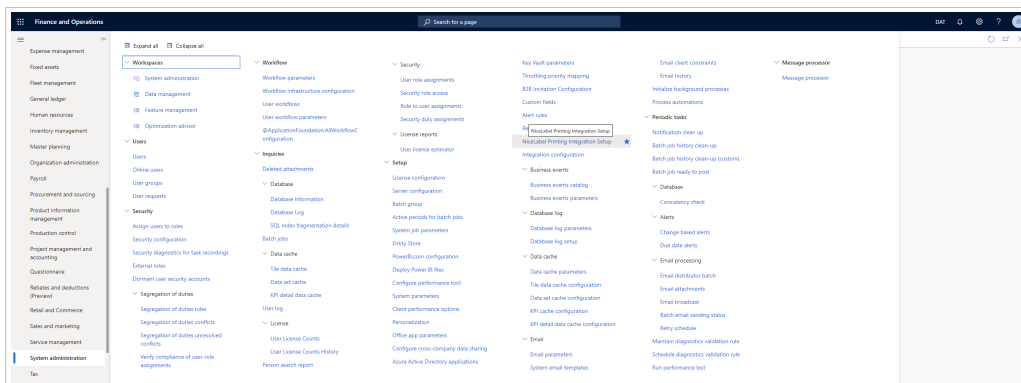 Finance and Operations
Search for a page
DAT
?
Expense management
Fixed assets
Fleet management
General ledger
Human resources
Inventory management
Master planning
Organization administration
Payroll
Procurement and sourcing
Product information
management
Production control
Project management and
accounting
Questionnaire
Rebates and deductions
(Preview)
Retail and Commerce
Sales and marketing
Service management
System administration
Tax
Expand all
Collapse all
Workspaces
System administration
Data management
Feature management
Optimization advisor
Users
Users
Online users
User groups
User requests
Security
Assign users to roles
Security configuration
Security diagnostics for task recordings
External roles
Dormant user security accounts
Segregation of duties
Segregation of duties rules
Segregation of duties conflicts
Segregation of duties unresolved
conflicts
Verify compliance of user-role
assignments
Workflow
Workflow parameters
Workflow infrastructure configuration
User workflows
User workflow parameters
@ApplicationFoundation:AllWorkflowC
onfiguration
Inquiries
Deleted attachments
Database
Database information
Database Log
SQL index fragmentation details
Batch jobs
Data cache
Tile data cache
Data set cache
KPI detail data cache
User log
License
User License Counts
User License Counts History
Person search report
Security
User role assignments
Security role access
Role to user assignments
Security duty assignments
License reports
User license estimator
Setup
License configuration
Server configuration
Batch group
Active periods for batch jobs
System job parameters
Entity Store
PowerBI.com configuration
Deploy Power BI files
Configure performance tool
System parameters
Client performance options
Personalization
Office app parameters
Configure cross-company data sharing
Azure Active Directory applications
Key Vault parameters
Throttling priority mapping
B2B Invitation Configuration
Custom fields
Alert rules
NiceLabel Printing Integration Setup
NiceLabel Printing Integration Setup
Integration configuration
Business events
Business events catalog
Business events parameters
Database log
Database log parameters
Database log setup
Data cache
Data cache parameters
Tile data cache configuration
Data set cache configuration
KPI cache configuration
KPI detail data cache configuration
Email
Email parameters
System email templates
Email client constraints
Email history
Initialize background processes
Process automations
Periodic tasks
Notification clean up
Batch job history clean-up.
Batch job history clean-up (custom).
Batch job ready to post
Database
Consistency check
Alerts
Change based alerts
Due date alerts
Email processing
Email distributor batch
Email attachments
Email broadcast
Batch email sending status
Retry schedule
Maintain diagnostics validation rule
Schedule diagnostics validation rule
Run performance test
Message processor
Message processor